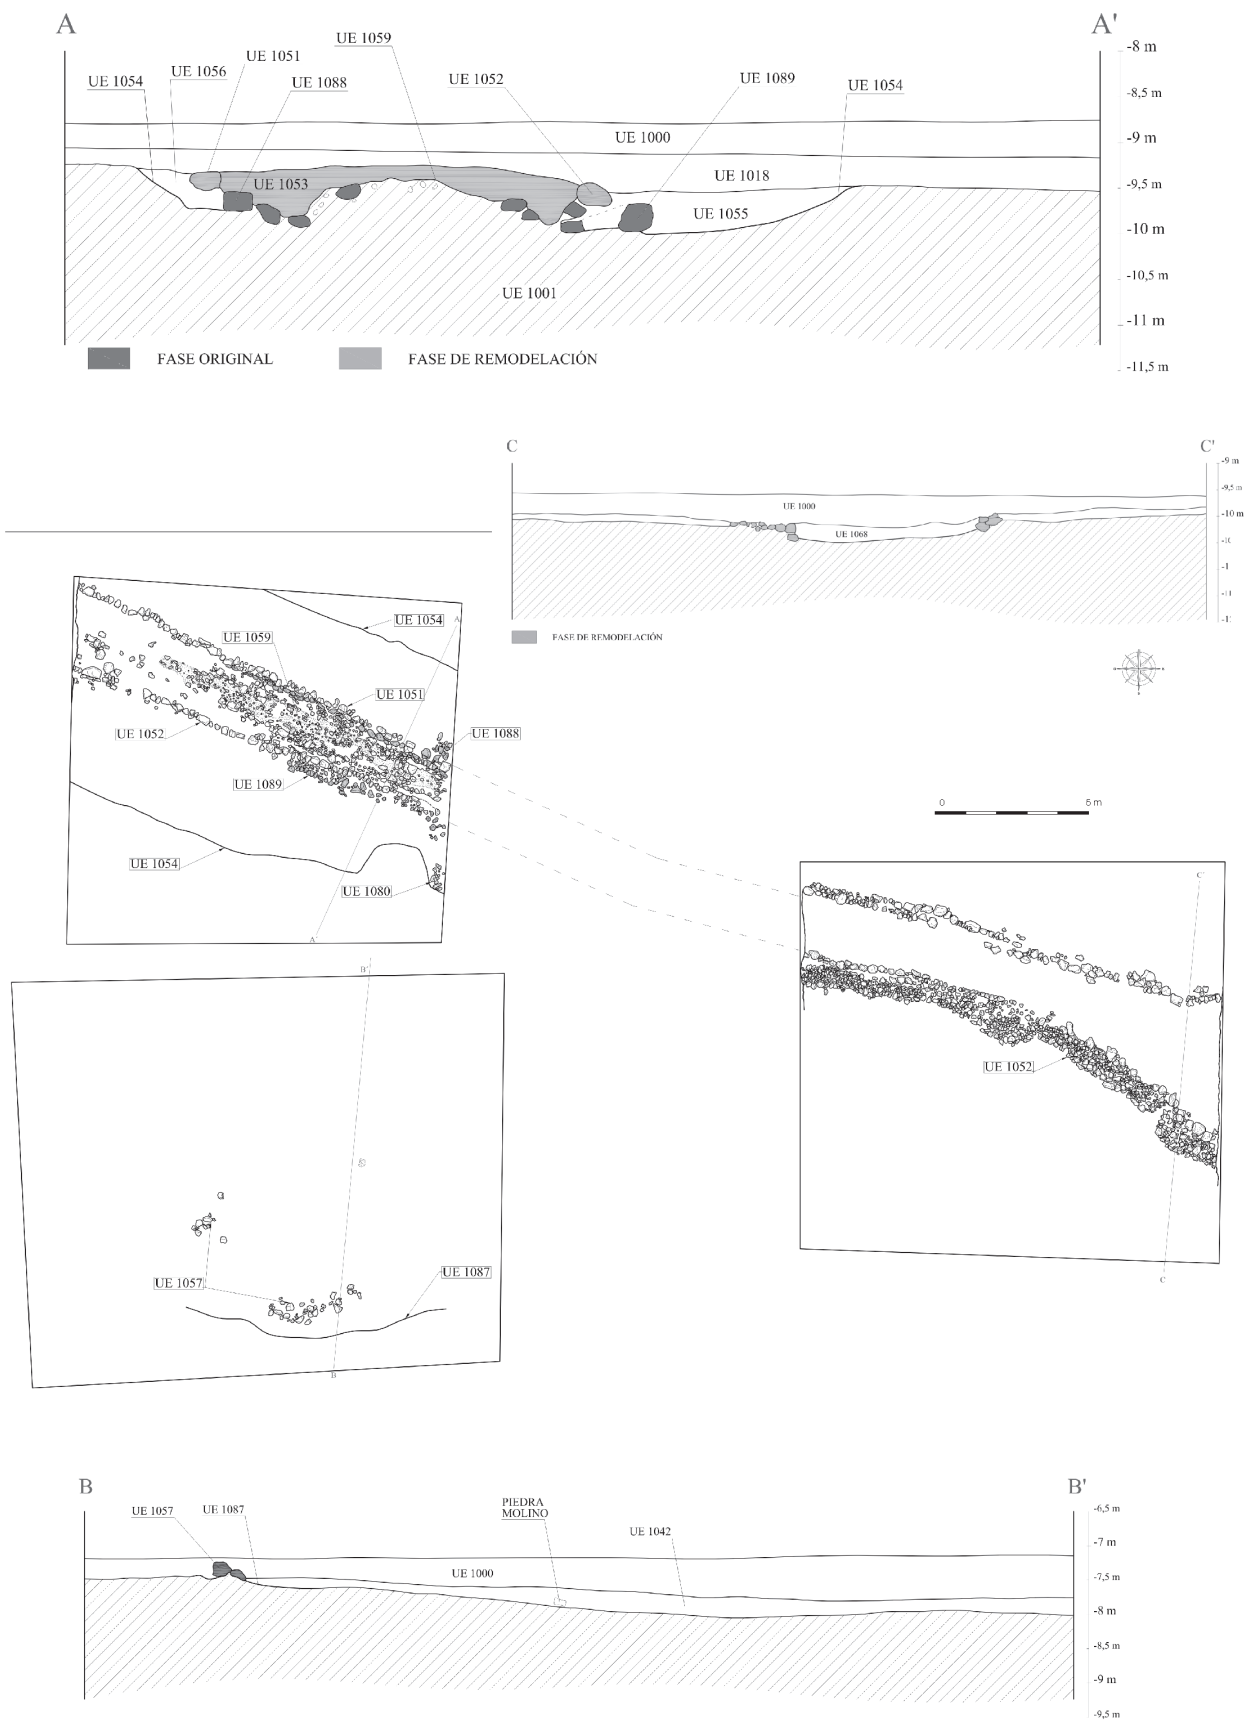 A
A'
UE 1059
UE 1051
UE 1056
UE 1054
UE 1088
UE 1052
UE 1089
UE 1054
-8 m
-8,5 m
UE 1000
-9 m
UE 1018
UE 1053
-9,5 m
UE 1055
-10 m
UE 1001
-10,5 m
-11 m
FASE ORIGINAL
FASE DE REMODELACIÓN
-11,5 m
C
C'
-9 m
-9,5 m
UE 1000
-10 m
UE 1068
FASE DE REMODELACIÓN
UE 1054
A
UE 1059
UE 1051
UE 1052
UE 1088
UE 1089
UE 1054
UE 1080
A'
0
5 m
C'
UE 1052
C
B'
UE 1057
UE 1087
B
B
B'
UE 1057
UE 1087
PIEDRA
MOLINO
UE 1042
-6,5 m
-7 m
UE 1000
-7,5 m
-8 m
-8,5 m
-9 m
-9,5 m